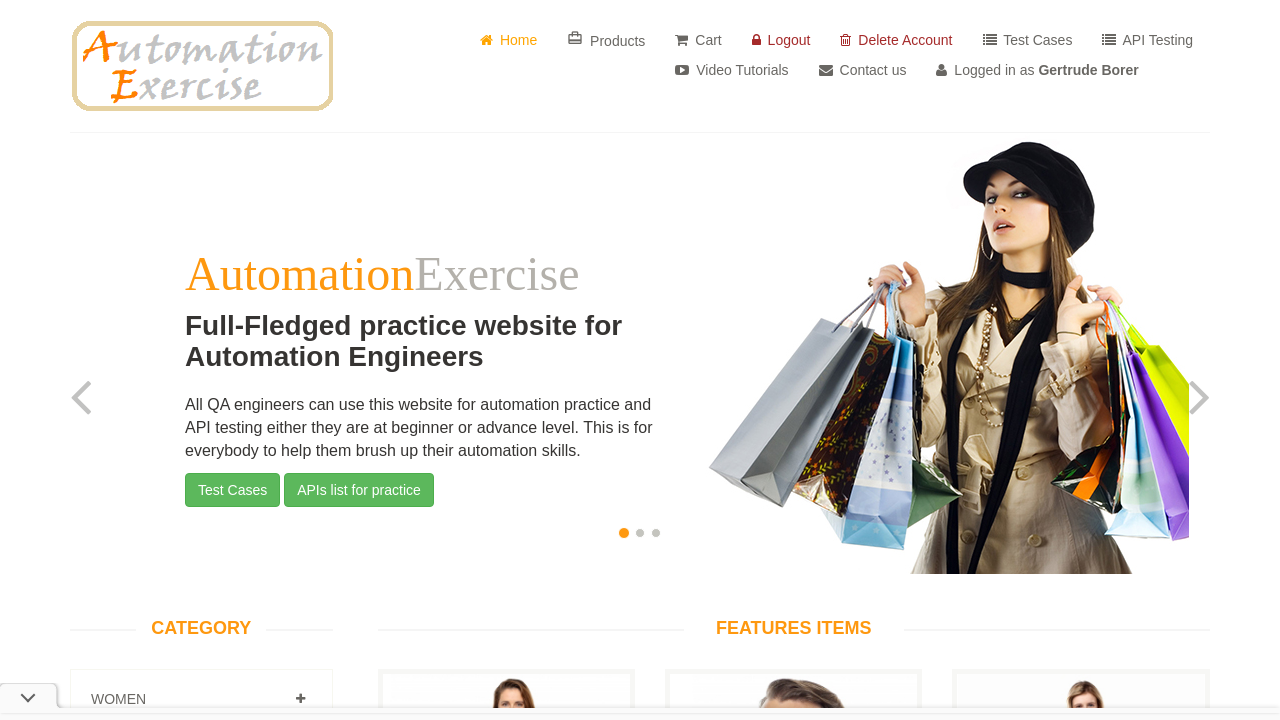 Automation
Exercise
Home Products Cart Logout Delete Account Test Cases API Testing
Video Tutorials Contact us Logged in as Gertrude Borer
AutomationExercise
Full-Fledged practice website for
Automation Engineers
All QA engineers can use this website for automation practice and
API testing either they are at beginner or advance level. This is for
everybody to help them brush up their automation skills.
Test Cases APIs list for practice
CATEGORY
FEATURES ITEMS
WOMEN